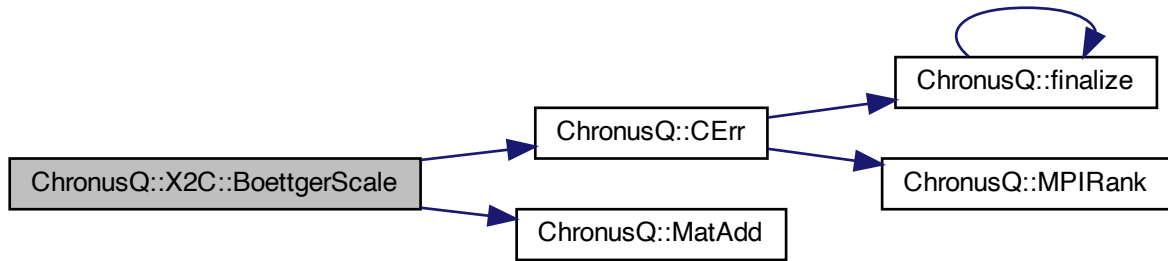 ChronusQ::X2C::BoettgerScale
ChronusQ::CErr
ChronusQ::MatAdd
ChronusQ::finalize
ChronusQ::MPIRank